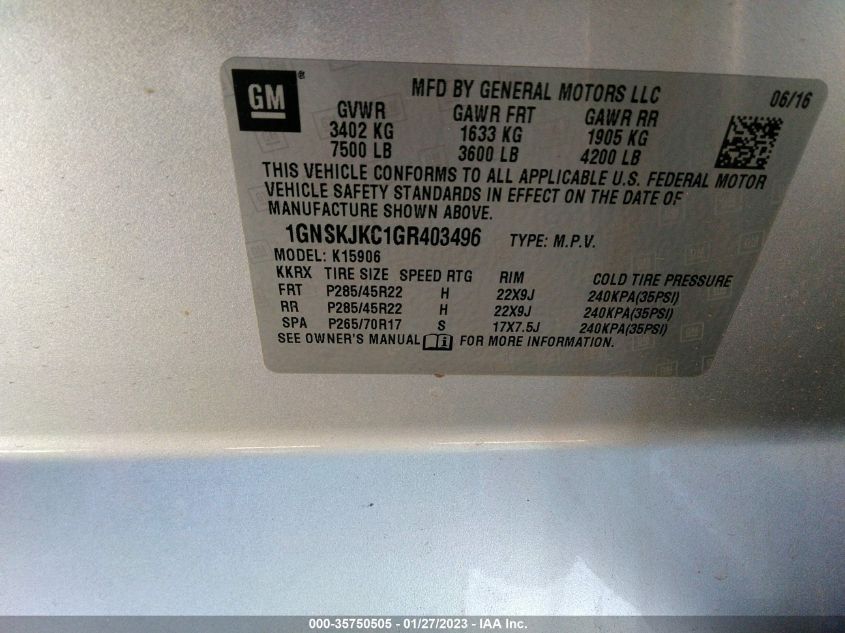 GM®
MFD BY GENERAL MOTORS LLC 06/16
GVWR GAWR FRT GAWR RR
3402 KG 1633 KG 1905 KG
7500 LB 3600 LB 4200 LB
THIS VEHICLE CONFORMS TO ALL APPLICABLE U.S. FEDERAL MOTOR
VEHICLE SAFETY STANDARDS IN EFFECT ON THE DATE OF
MANUFACTURE SHOWN ABOVE.
1GNSKJKC1GR403496 TYPE: M.P.V.
MODEL: K15906
KKRX TIRE SIZE SPEED RTG RIM COLD TIRE PRESSURE
FRT P285/45R22 H 22X9J 240KPA(35PSI)
RR P285/45R22 H 22X9J 240KPA(35PSI)
SPA P265/70R17 S 17X7.5J 240KPA(35PSI)
SEE OWNER'S MANUAL i FOR MORE INFORMATION.
000-35750505 - 01/27/2023 - IAA Inc.